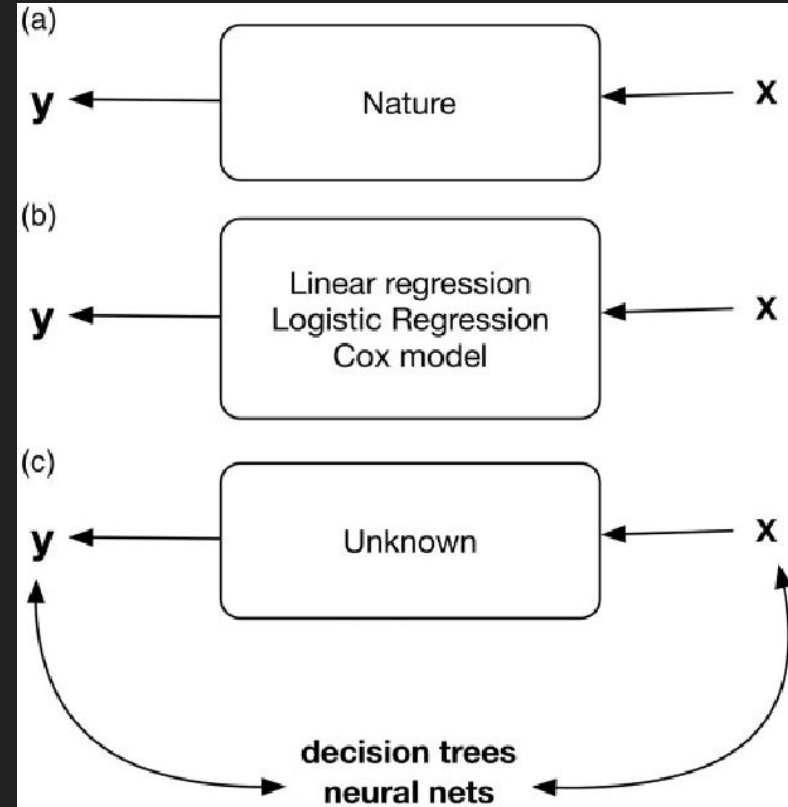 (a)
y
Nature
x
(b)
y
Linear regression
Logistic Regression
Cox model
x
(c)
y
Unknown
x
decision trees
neural nets